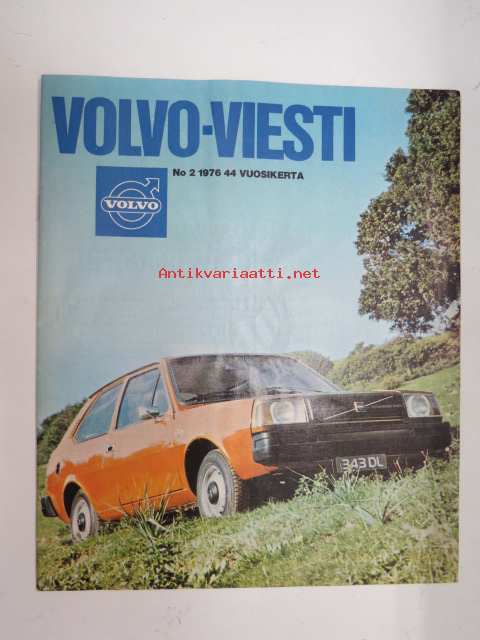 VOLVO-VIESTI
No 2 1976 44 VUOSIKERTA
VOLVO
Antikvariaatti.net
343 DL